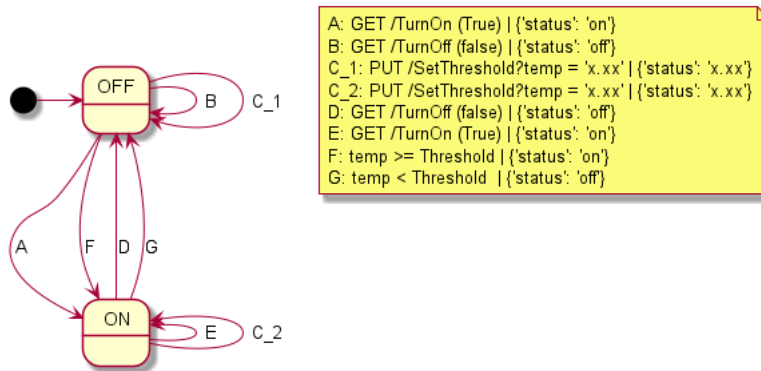 OFF
B
C_1
A
F
D
G
ON
E
C_2
A: GET /TurnOn (True) | {'status': 'on'}
B: GET /TurnOff (false) | {'status': 'off'}
C_1: PUT /SetThreshold?temp = 'x.xx' | {'status': 'x.xx'}
C_2: PUT /SetThreshold?temp = 'x.xx' | {'status': 'x.xx'}
D: GET /TurnOff (false) | {'status': 'off'}
E: GET /TurnOn (True) | {'status': 'on'}
F: temp >= Threshold | {'status': 'on'}
G: temp < Threshold  | {'status': 'off'}